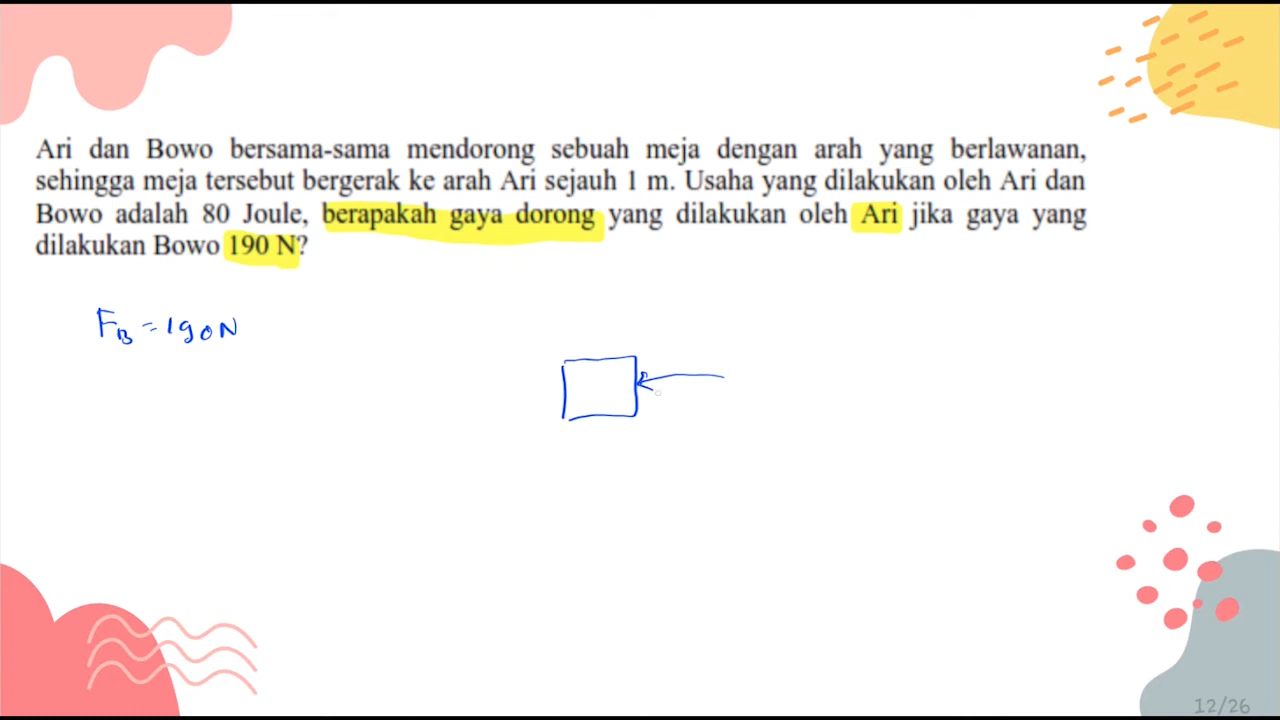 Ari dan Bowo bersama-sama mendorong sebuah meja dengan arah yang berlawanan,
sehingga meja tersebut bergerak ke arah Ari sejauh 1 m. Usaha yang dilakukan oleh Ari dan
Bowo adalah 80 Joule, berapakah gaya dorong yang dilakukan oleh Ari jika gaya yang
dilakukan Bowo 190 N?
F_B = 190N
12/26